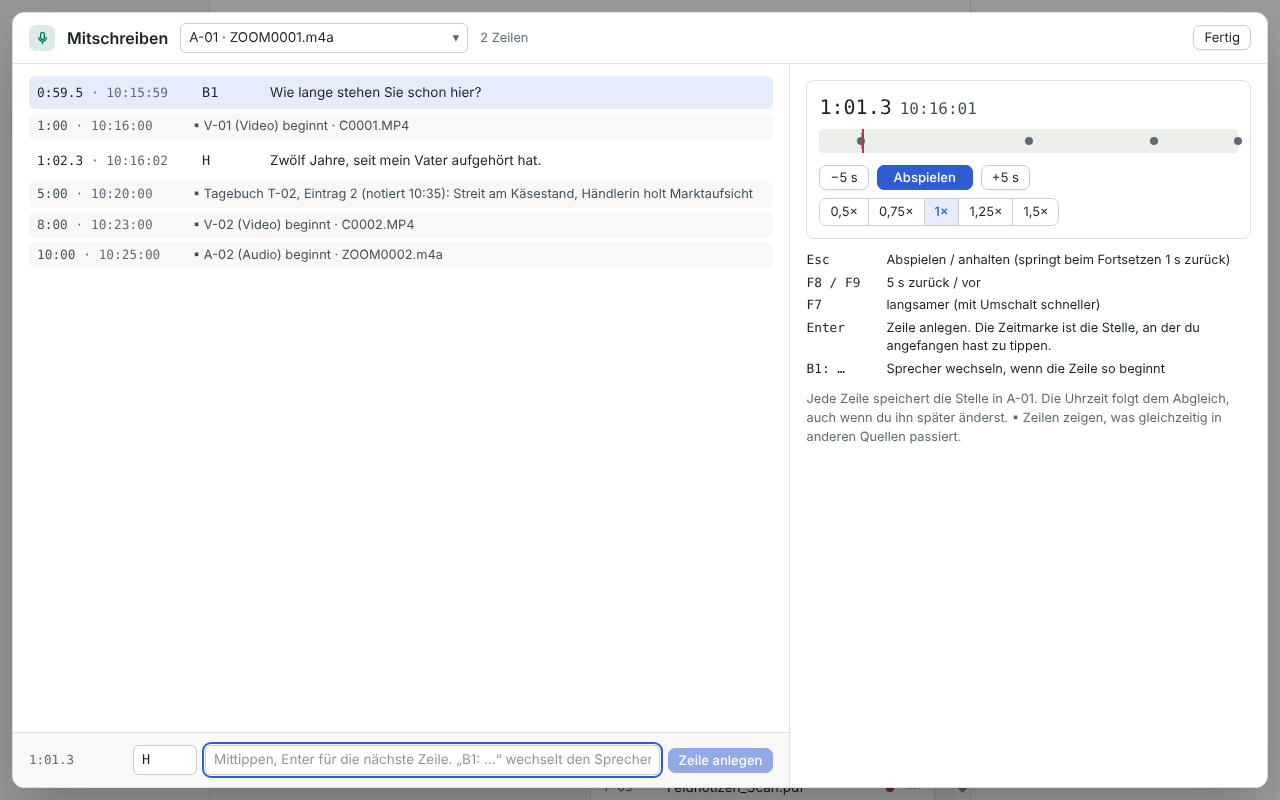 Mitschreiben
A-01 · ZOOM0001.m4a ▼
2 Zeilen
Fertig
0:59.5 · 10:15:59 B1 Wie lange stehen Sie schon hier?
1:00 · 10:16:00 ▪ V-01 (Video) beginnt · C0001.MP4
1:02.3 · 10:16:02 H Zwölf Jahre, seit mein Vater aufgehört hat.
5:00 · 10:20:00 ▪ Tagebuch T-02, Eintrag 2 (notiert 10:35): Streit am Käsestand, Händlerin holt Marktaufsicht
8:00 · 10:23:00 ▪ V-02 (Video) beginnt · C0002.MP4
10:00 · 10:25:00 ▪ A-02 (Audio) beginnt · ZOOM0002.m4a
1:01.3 H Mittippen, Enter für die nächste Zeile. „B1: …“ wechselt den Sprecher
Zeile anlegen
1:01.3 10:16:01
−5 s Abspielen +5 s
0,5× 0,75× 1× 1,25× 1,5×
Esc Abspielen / anhalten (springt beim Fortsetzen 1 s zurück)
F8 / F9 5 s zurück / vor
F7 langsamer (mit Umschalt schneller)
Enter Zeile anlegen. Die Zeitmarke ist die Stelle, an der du
angefangen hast zu tippen.
B1: … Sprecher wechseln, wenn die Zeile so beginnt
Jede Zeile speichert die Stelle in A-01. Die Uhrzeit folgt dem Abgleich,
auch wenn du ihn später änderst. ▪ Zeilen zeigen, was gleichzeitig in
anderen Quellen passiert.
Feldnotizen_Scan.pdf